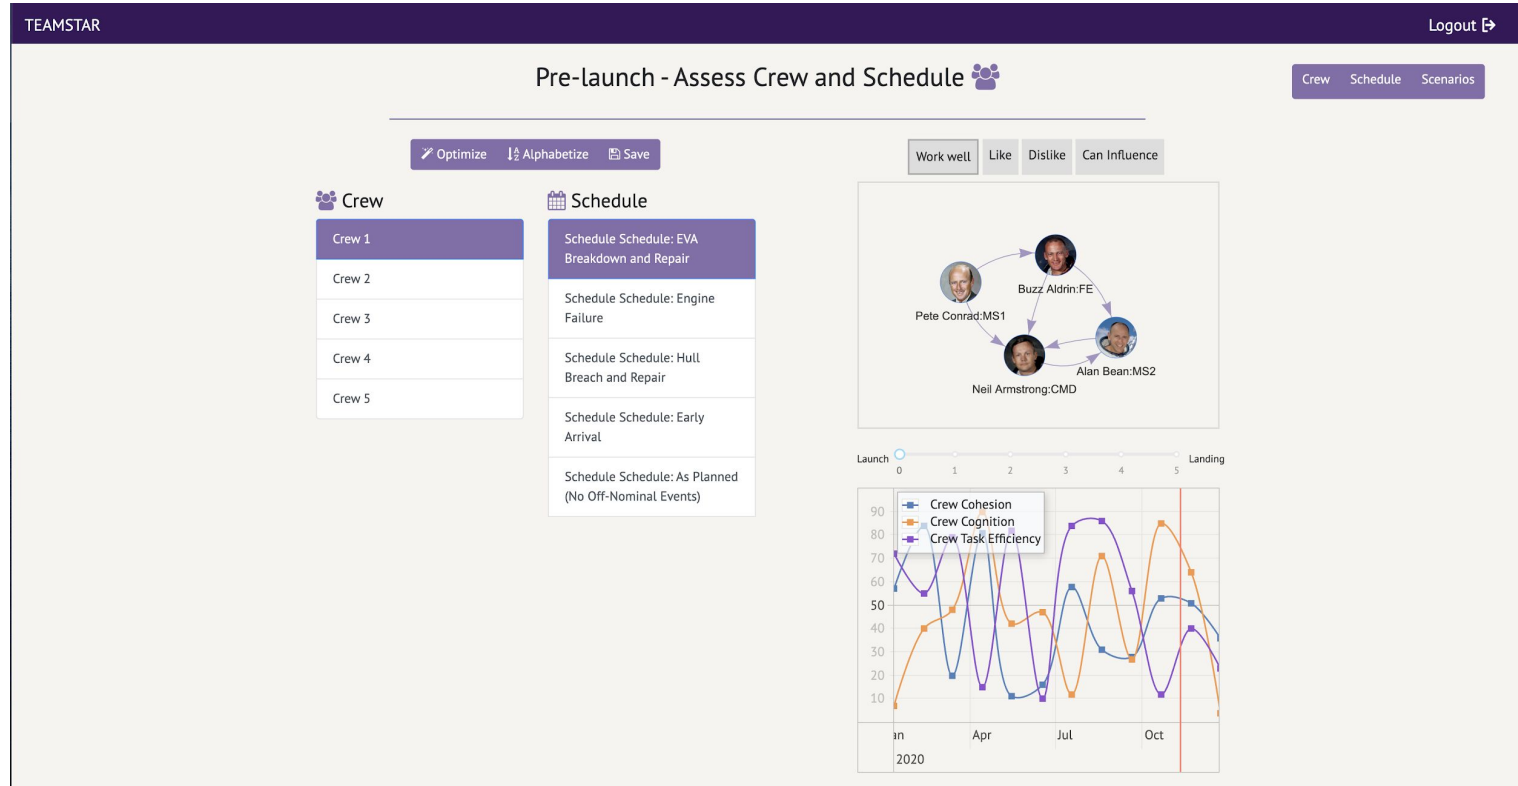 TEAMSTAR
Logout
Pre-launch - Assess Crew and Schedule
Crew Schedule Scenarios
Optimize Alphabetize Save
Work well Like Dislike Can Influence
Crew
Crew 1
Crew 2
Crew 3
Crew 4
Crew 5
Schedule
Schedule Schedule: EVA
Breakdown and Repair
Schedule Schedule: Engine
Failure
Schedule Schedule: Hull
Breach and Repair
Schedule Schedule: Early
Arrival
Schedule Schedule: As Planned
(No Off-Nominal Events)
Buzz Aldrin:FE
Pete Conrad:MS1
Alan Bean:MS2
Neil Armstrong:CMD
Launch
Landing
0 1 2 3 4 5
Crew Cohesion
Crew Cognition
Crew Task Efficiency
90
80
70
60
50
40
30
20
10
an Apr Jul Oct
2020